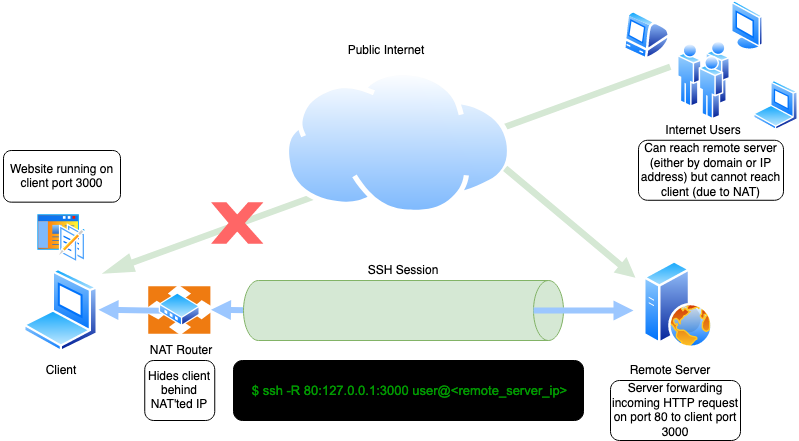 Public Internet
Internet Users
Can reach remote server
(either by domain or IP
address) but cannot reach
client (due to NAT)
Website running on
client port 3000
SSH Session
Client
NAT Router
Hides client
behind
NAT'ted IP
$ ssh -R 80:127.0.0.1:3000 user@<remote_server_ip>
Remote Server
Server forwarding
incoming HTTP request
on port 80 to client port
3000